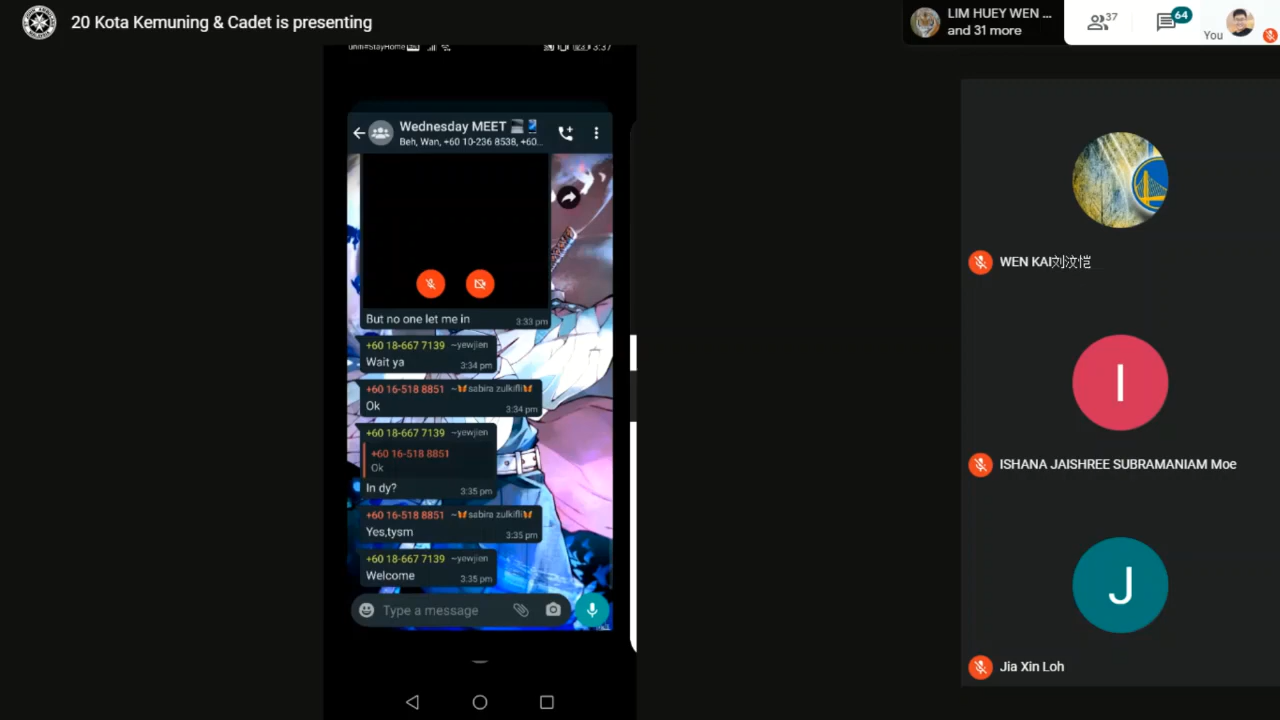 20 Kota Kemuning & Cadet is presenting
LIM HUEY WEN ...
and 31 more
37
64
You
unifi#StayHome
3:37
Wednesday MEET
Beh, Wan, +60 10-236 8538, +60...
But no one let me in
3:33 pm
+60 18-667 7139 ~yewjien
Wait ya
3:34 pm
+60 16-518 8851 ~🦋sabira zulkifli🦋
Ok
3:34 pm
+60 18-667 7139 ~yewjien
+60 16-518 8851
Ok
In dy?
3:35 pm
+60 16-518 8851 ~🦋sabira zulkifli🦋
Yes,tysm
3:35 pm
+60 18-667 7139 ~yewjien
Welcome
3:35 pm
Type a message
WEN KAI刘汶恺
I
ISHANA JAISHREE SUBRAMANIAM Moe
J
Jia Xin Loh